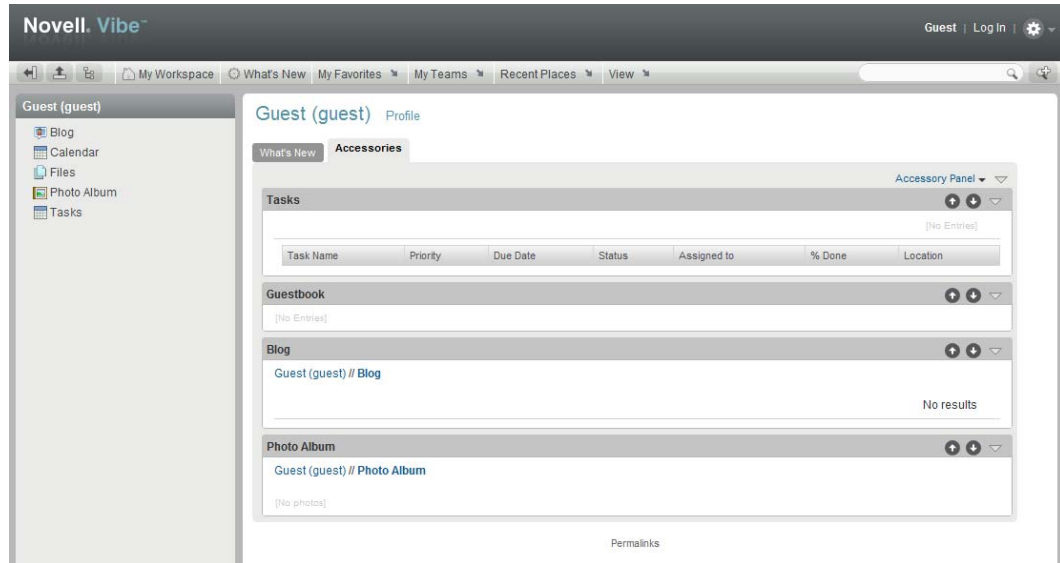 Novell. Vibe™
Guest | Log In |
My Workspace What's New My Favorites My Teams Recent Places View
Guest (guest)
Blog
Calendar
Files
Photo Album
Tasks
Guest (guest) Profile
What's New Accessories
Accessory Panel
Tasks
[No Entries]
Task Name Priority Due Date Status Assigned to % Done Location
Guestbook
[No Entries]
Blog
Guest (guest) // Blog
No results
Photo Album
Guest (guest) // Photo Album
[No photos]
Permalinks